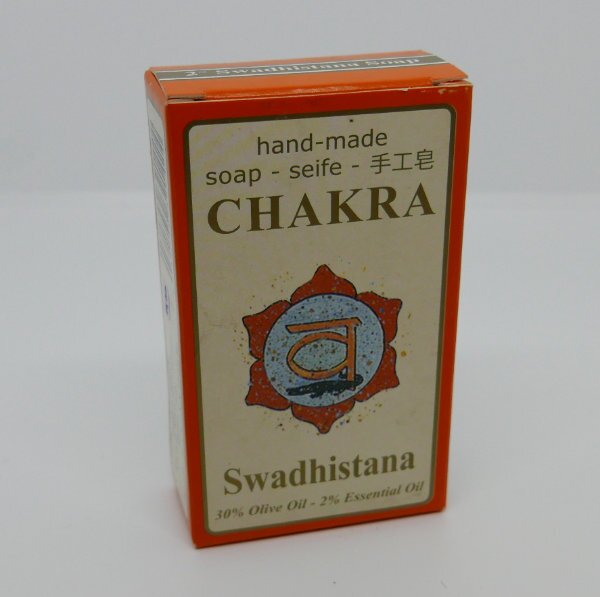 2° Swadhistana Soap
hand-made
soap - seife - 手工皂
CHAKRA
व
Swadhistana
30% Olive Oil - 2% Essential Oil